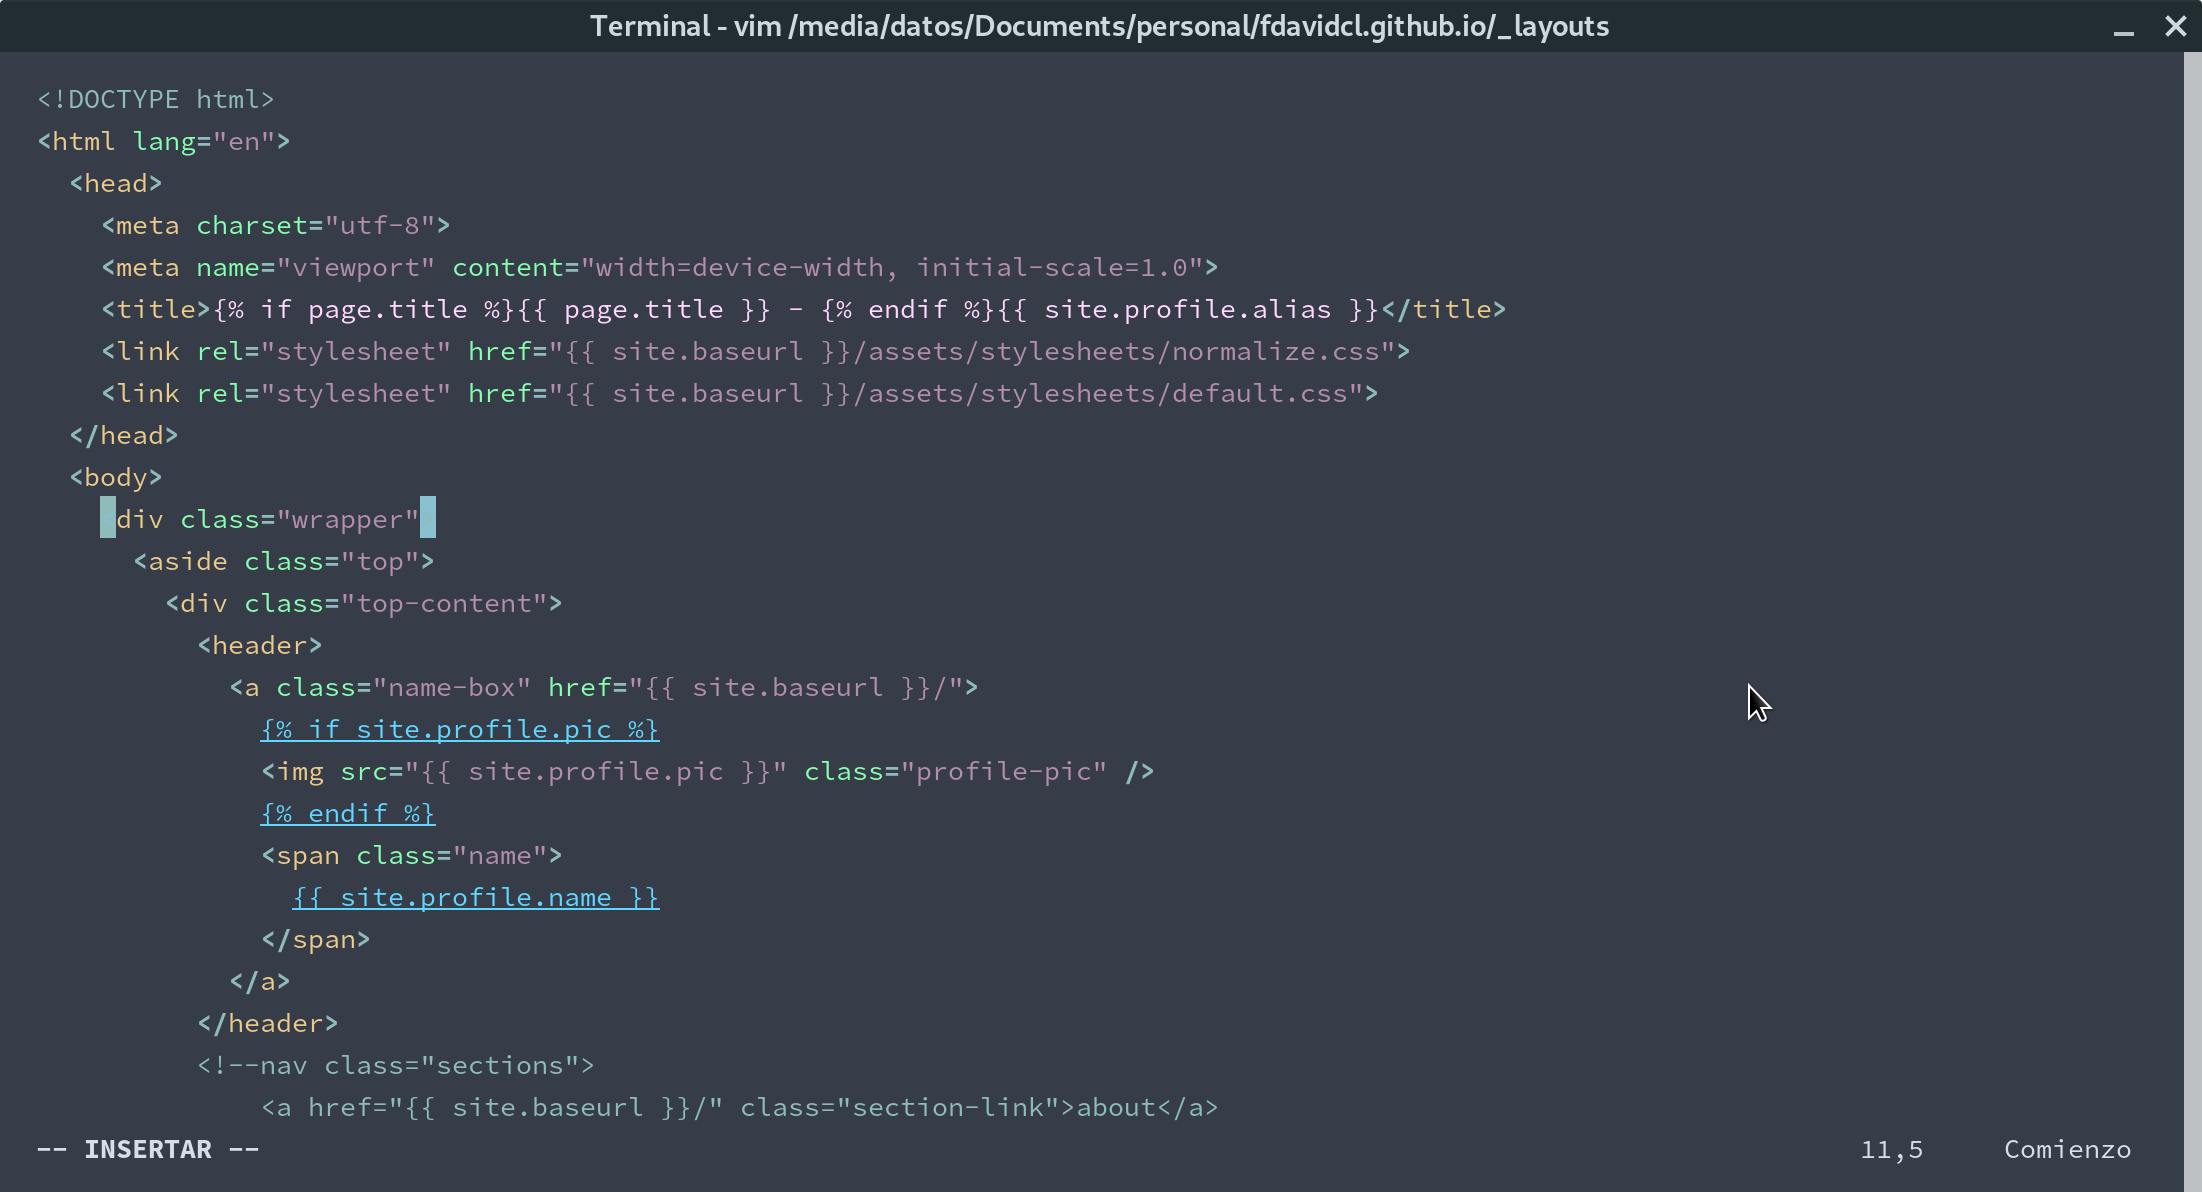 Terminal - vim /media/datos/Documents/personal/fdavidcl.github.io/_layouts
<!DOCTYPE html>
<html lang="en">
  <head>
    <meta charset="utf-8">
    <meta name="viewport" content="width=device-width, initial-scale=1.0">
    <title>{% if page.title %}{{ page.title }} - {% endif %}{{ site.profile.alias }}</title>
    <link rel="stylesheet" href="{{ site.baseurl }}/assets/stylesheets/normalize.css">
    <link rel="stylesheet" href="{{ site.baseurl }}/assets/stylesheets/default.css">
  </head>
  <body>
    <div class="wrapper">
      <aside class="top">
        <div class="top-content">
          <header>
            <a class="name-box" href="{{ site.baseurl }}/">
              {% if site.profile.pic %}
              <img src="{{ site.profile.pic }}" class="profile-pic" />
              {% endif %}
              <span class="name">
                {{ site.profile.name }}
              </span>
            </a>
          </header>
          <!--nav class="sections">
              <a href="{{ site.baseurl }}/" class="section-link">about</a>
-- INSERTAR -- 11,5 Comienzo